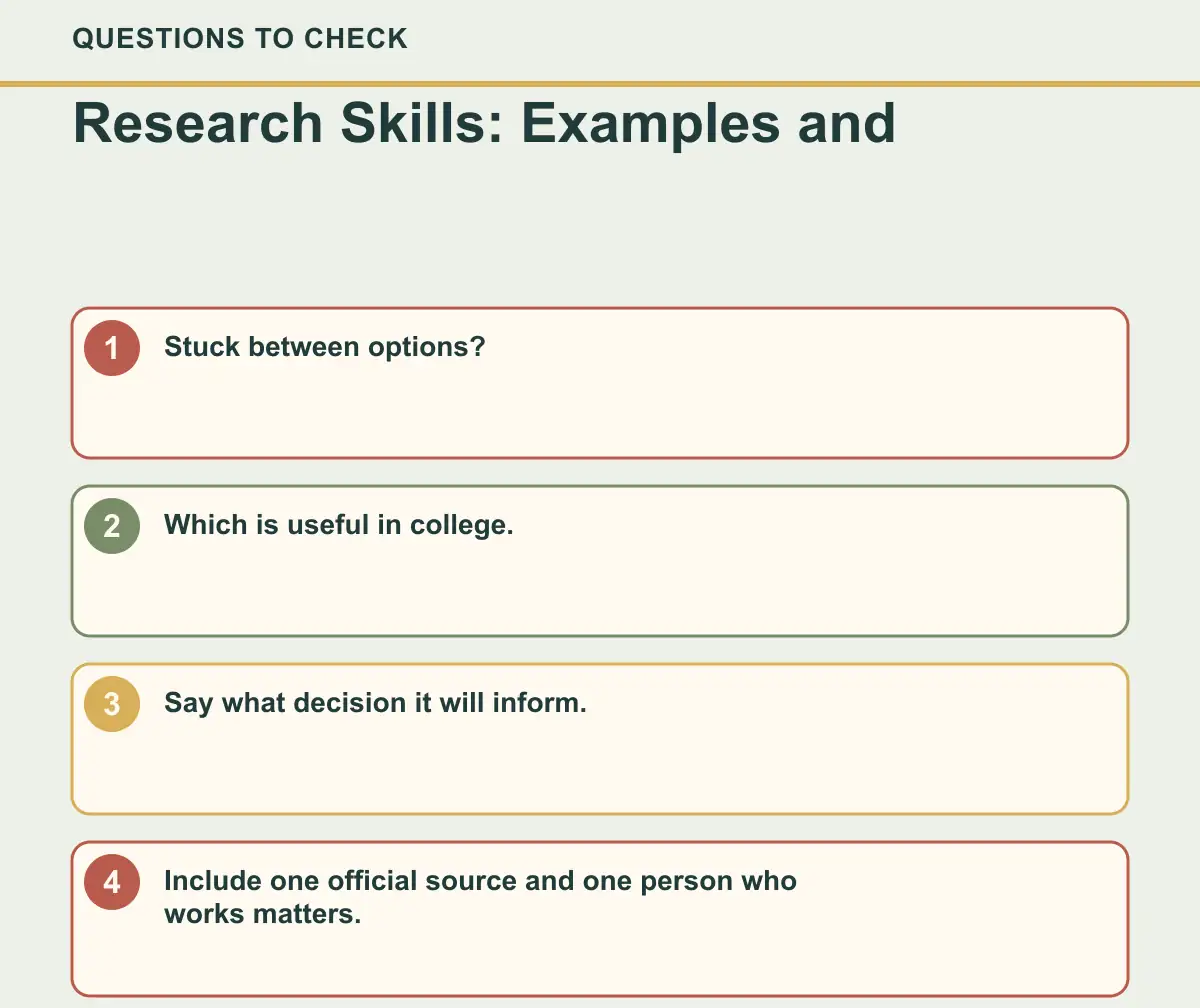 QUESTIONS TO CHECK
Research Skills: Examples and
1 Stuck between options?
2 Which is useful in college.
3 Say what decision it will inform.
4 Include one official source and one person who
works matters.